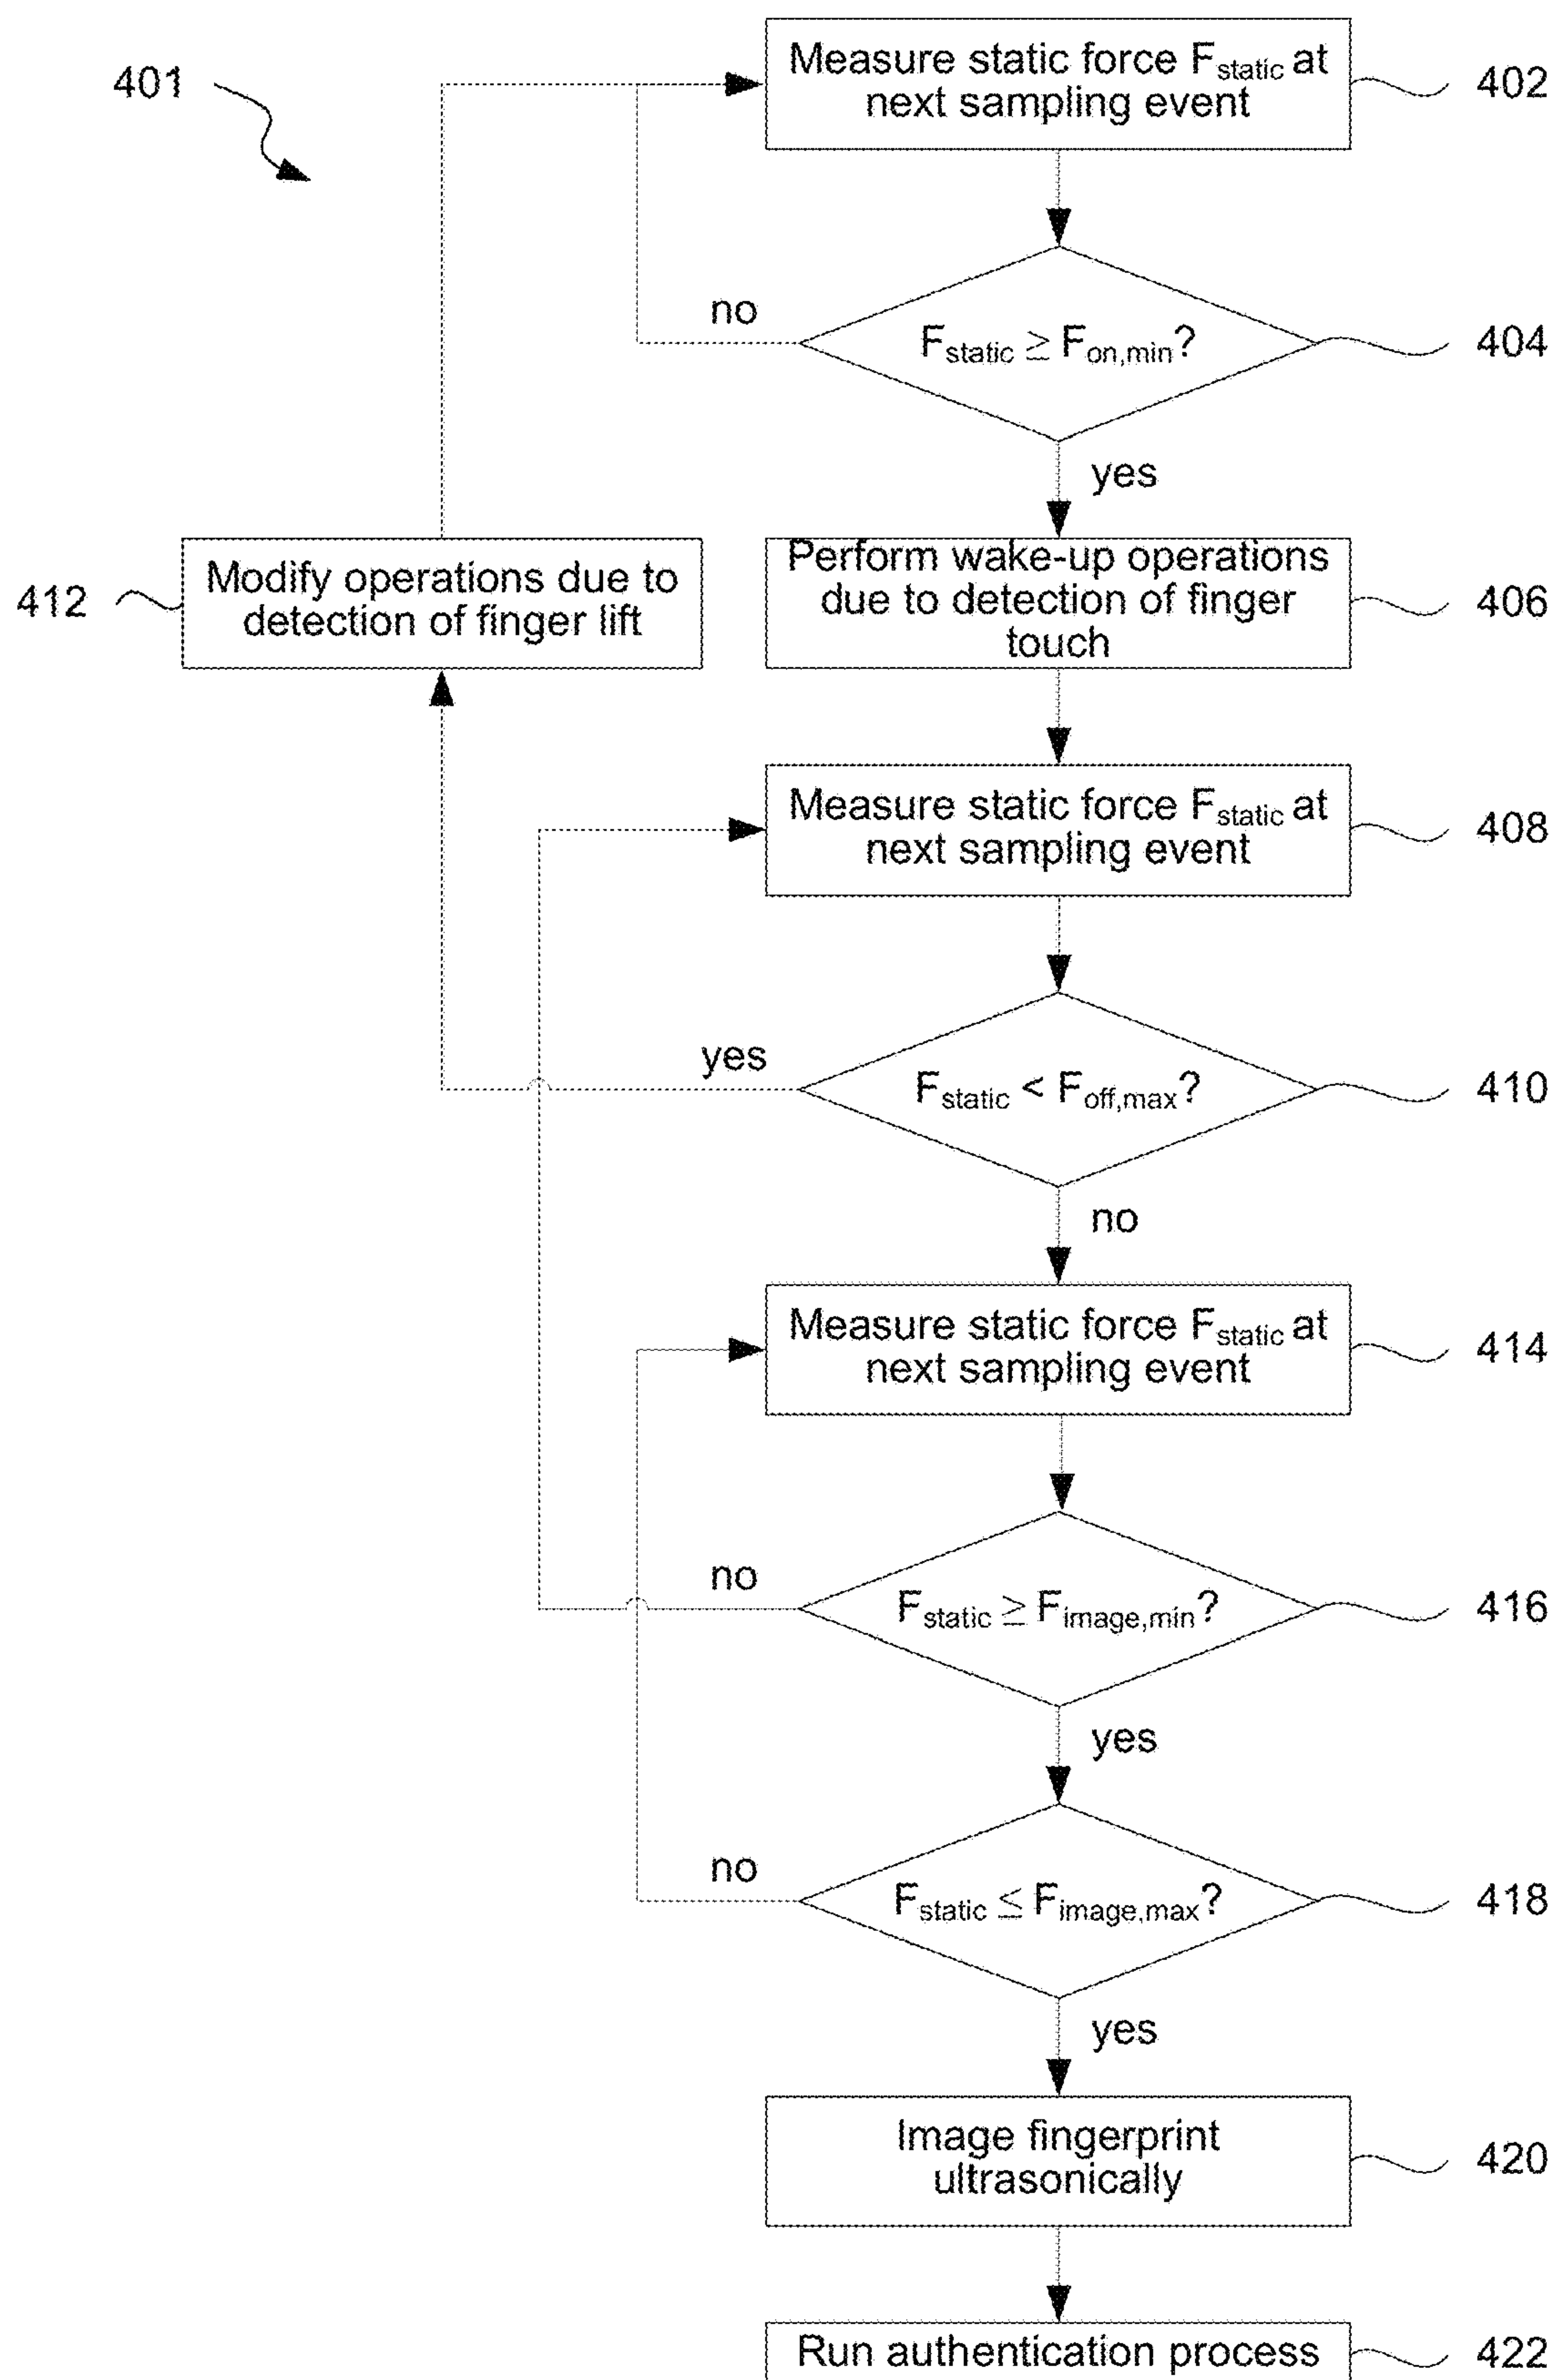 401
Measure static force Fstatic at
next sampling event
402
no
Fstatic ≥ Fon,min?
404
yes
412
Modify operations due to
detection of finger lift
Perform wake-up operations
due to detection of finger
touch
406
Measure static force Fstatic at
next sampling event
408
yes
Fstatic < Foff,max?
410
no
Measure static force Fstatic at
next sampling event
414
no
Fstatic ≥ Fimage,min?
416
yes
no
Fstatic ≤ Fimage,max?
418
yes
Image fingerprint
ultrasonically
420
Run authentication process
422